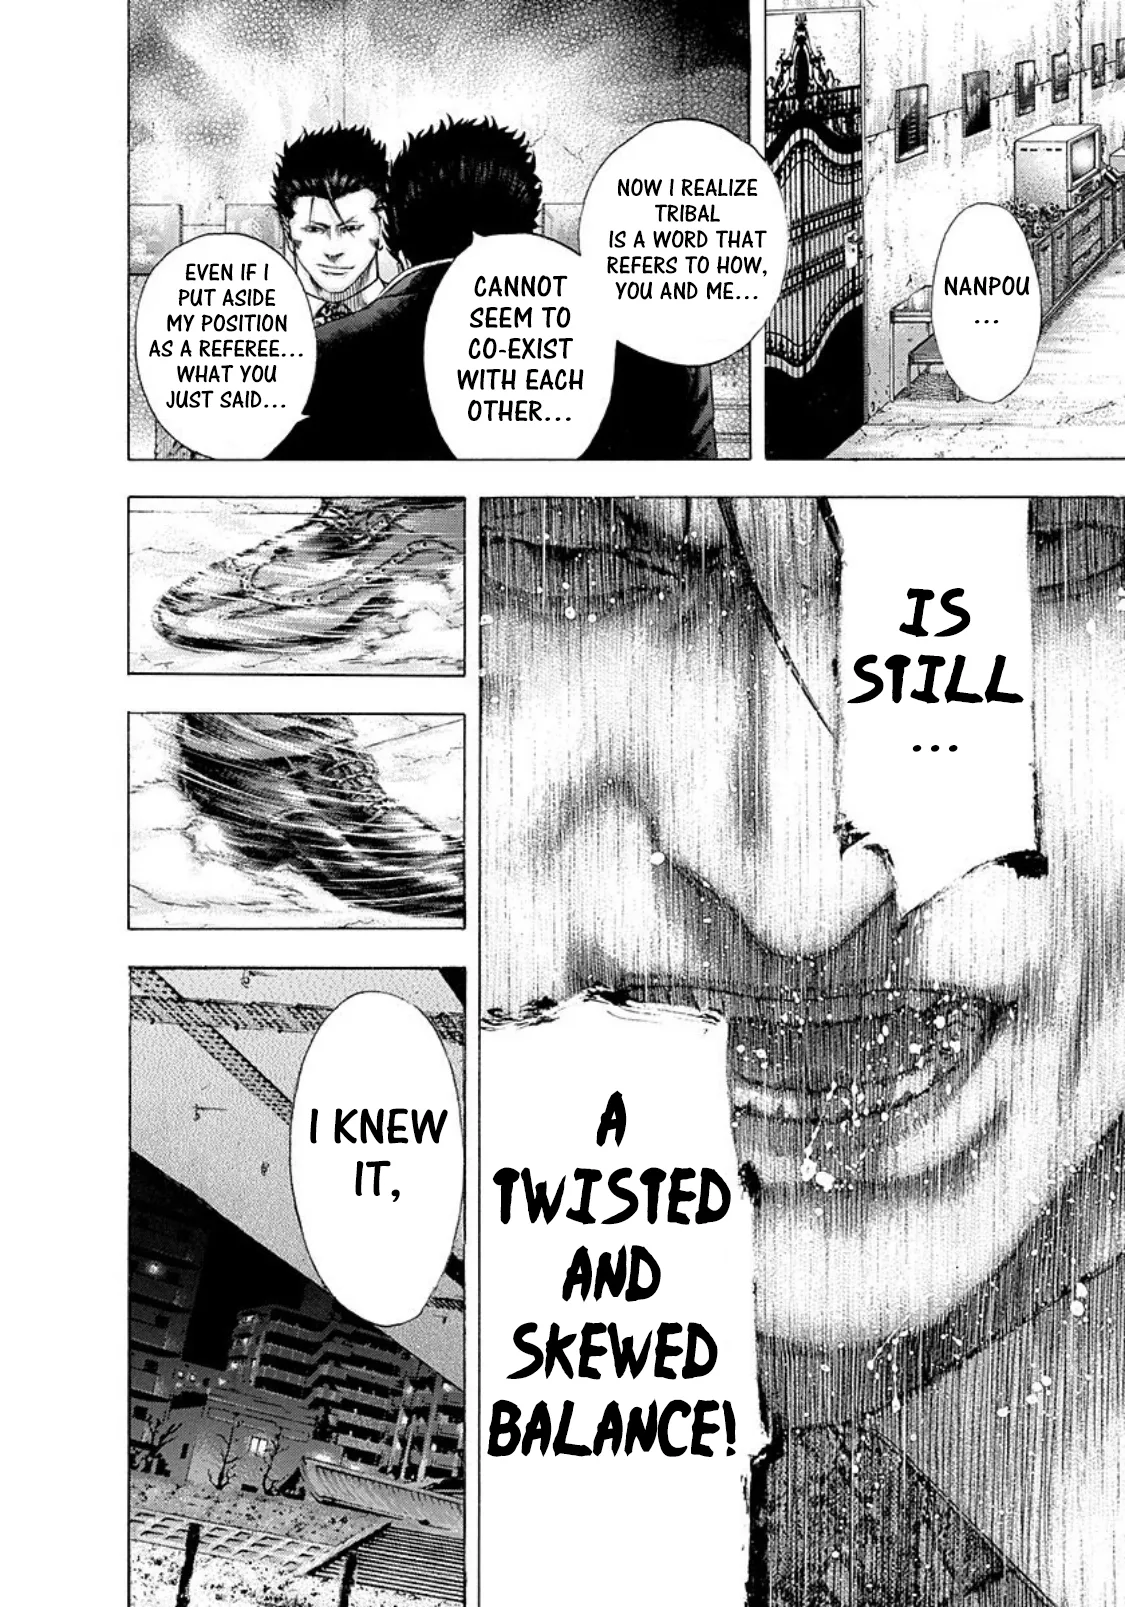 NANPOU
...
NOW I REALIZE
TRIBAL
IS A WORD THAT
REFERS TO HOW,
YOU AND ME...
CANNOT
SEEM TO
CO-EXIST
WITH EACH
OTHER...
EVEN IF I
PUT ASIDE
MY POSITION
AS A REFEREE...
WHAT YOU
JUST SAID...
IS
STILL
...
A
TWISTED
AND
SKEWED
BALANCE!
I KNEW
IT,